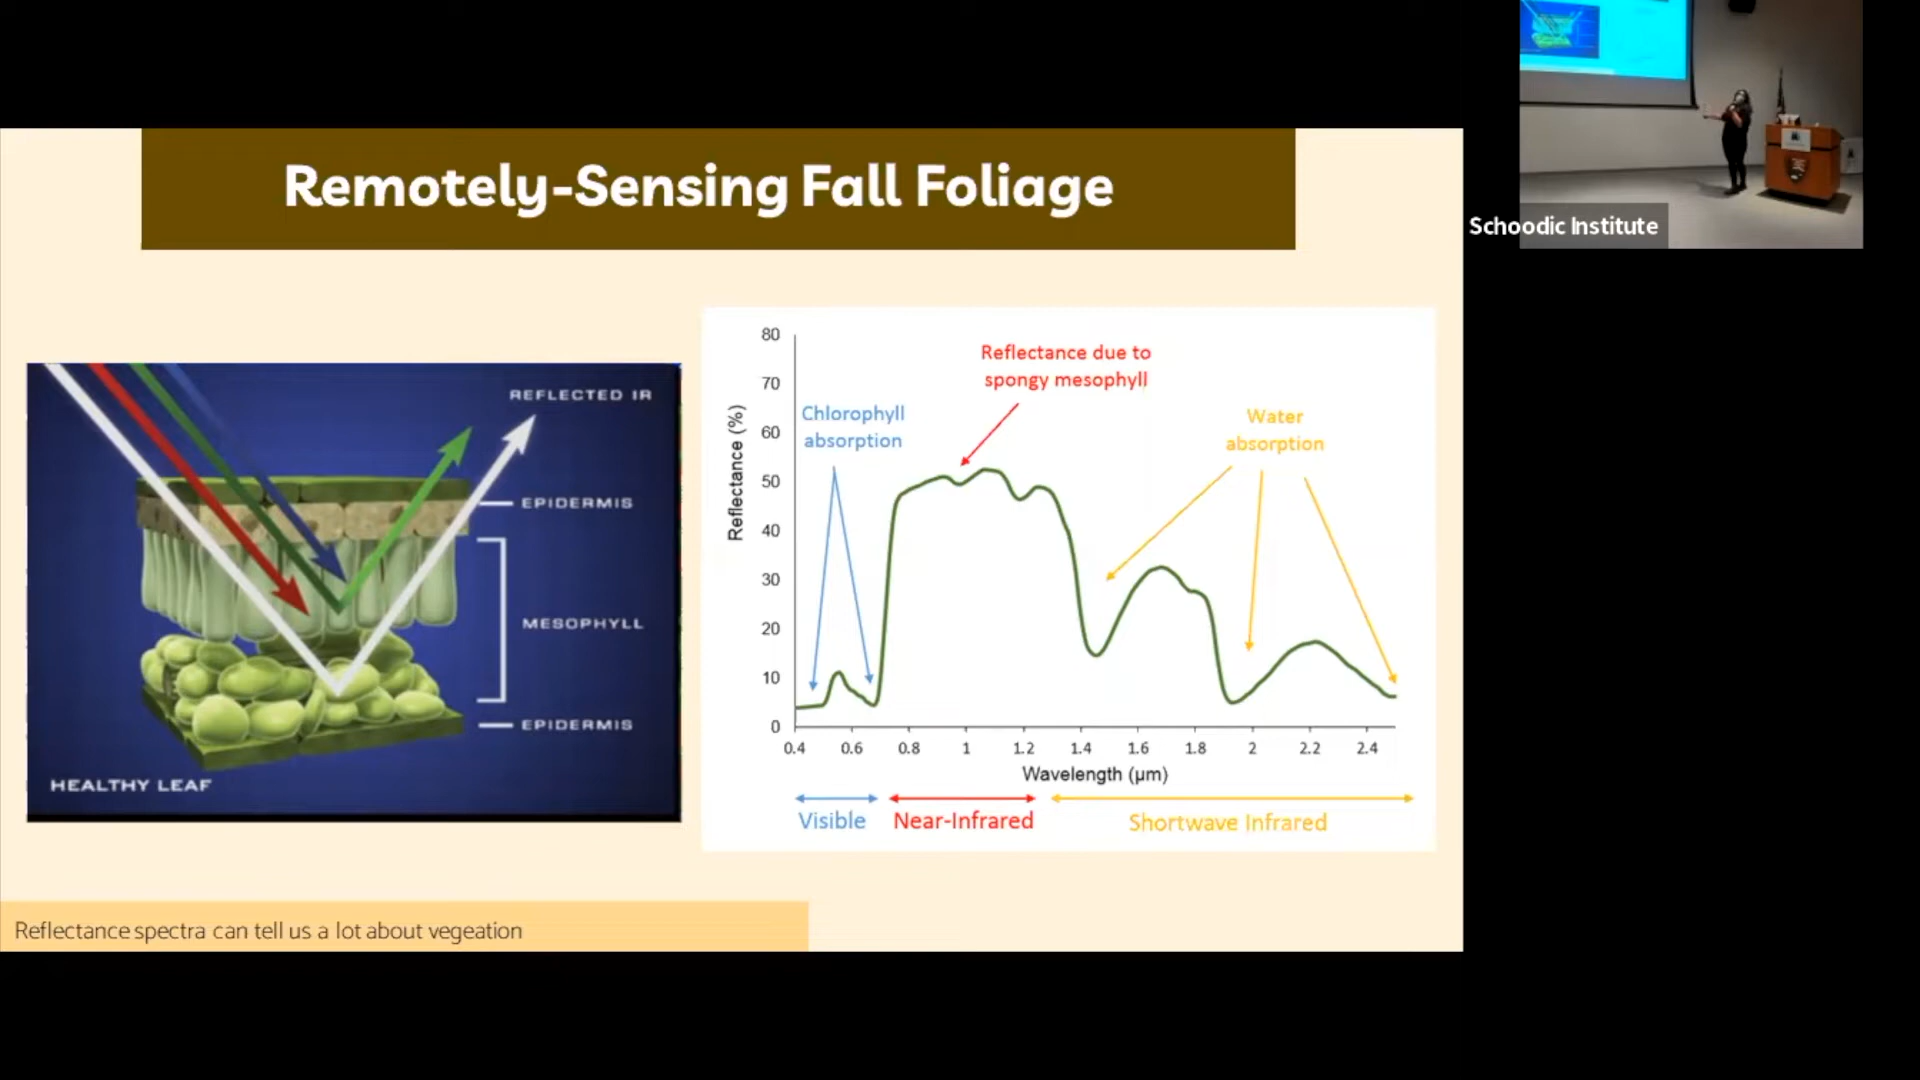 Remotely-Sensing Fall Foliage
Schoodic Institute
REFLECTED IR
EPIDERMIS
MESOPHYLL
EPIDERMIS
HEALTHY LEAF
80
70
60
50
40
30
20
10
0
Reflectance (%)
Chlorophyll
absorption
Reflectance due to
spongy mesophyll
Water
absorption
0.4 0.6 0.8 1 1.2 1.4 1.6 1.8 2 2.2 2.4
Wavelength (µm)
Visible
Near-Infrared
Shortwave Infrared
Reflectance spectra can tell us a lot about vegeation